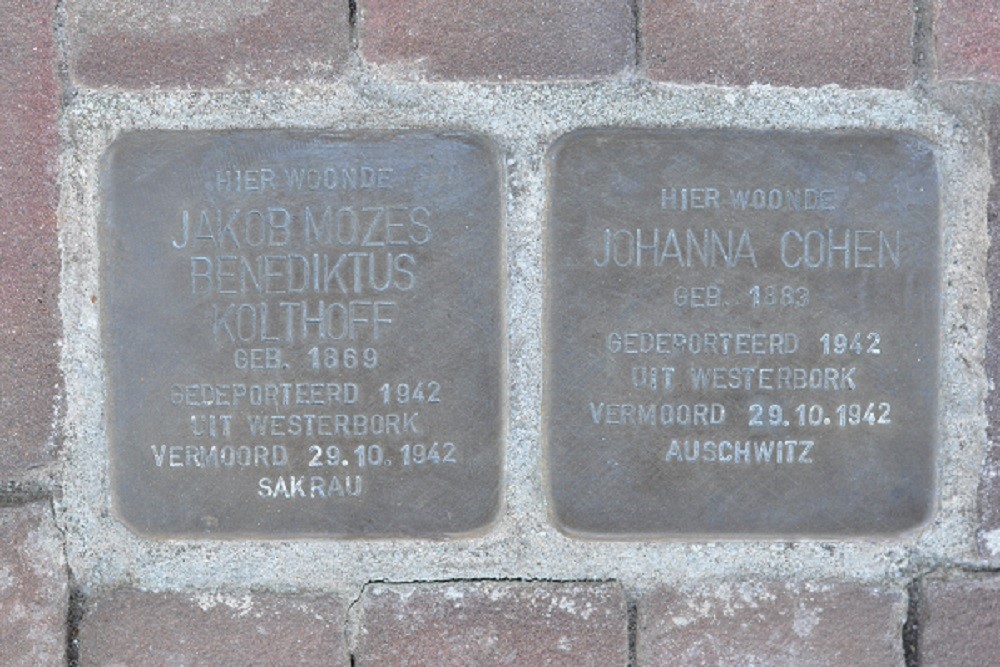 HIER WOONDE
JAKOB MOZES
BENEDIKTUS
KOLTHOFF
GEB. 1869
GEDEPORTEERD 1942
UIT WESTERBORK
VERMOORD 29.10.1942
SAKRAU
HIER WOONDE
JOHANNA COHEN
GEB. 1883
GEDEPORTEERD 1942
UIT WESTERBORK
VERMOORD 29.10.1942
AUSCHWITZ